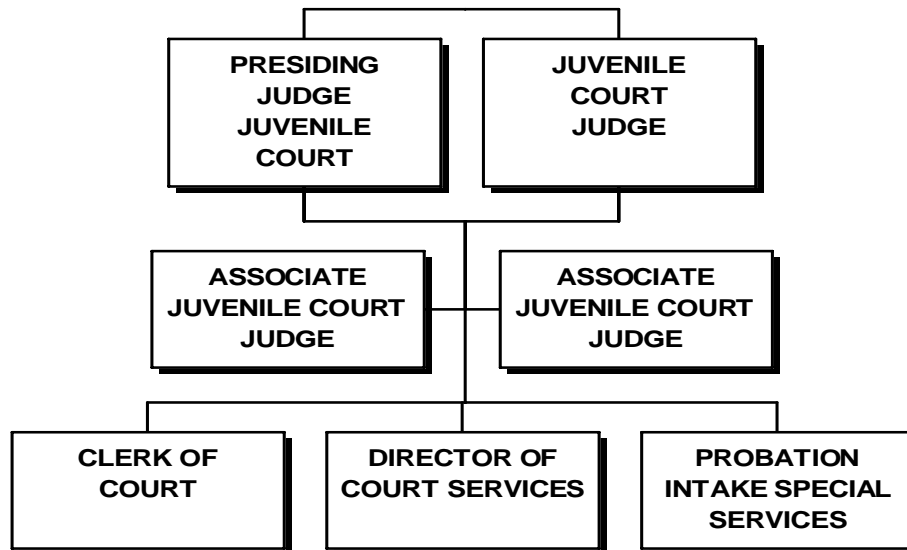 PRESIDING
JUDGE
JUVENILE
COURT
JUVENILE
COURT
JUDGE
ASSOCIATE
JUVENILE COURT
JUDGE
ASSOCIATE
JUVENILE COURT
JUDGE
CLERK OF
COURT
DIRECTOR OF
COURT SERVICES
PROBATION
INTAKE SPECIAL
SERVICES